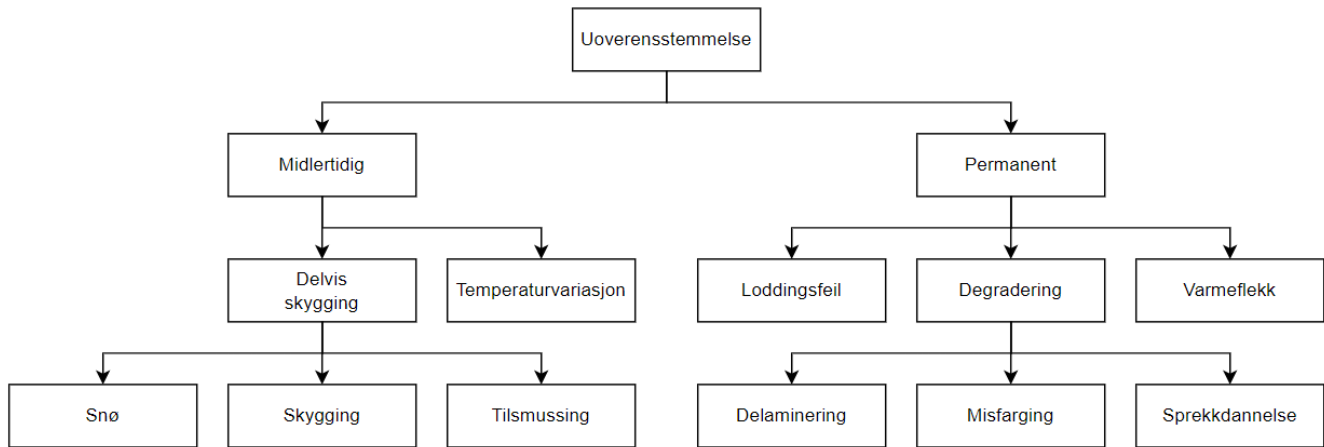 Uoverensstemmelse
Midlertidig
Permanent
Delvis
skygging
Temperaturvariasjon
Loddingsfeil
Degradering
Varmeflekk
Snø
Skygging
Tilsmussing
Delaminering
Misfarging
Sprekkdannelse